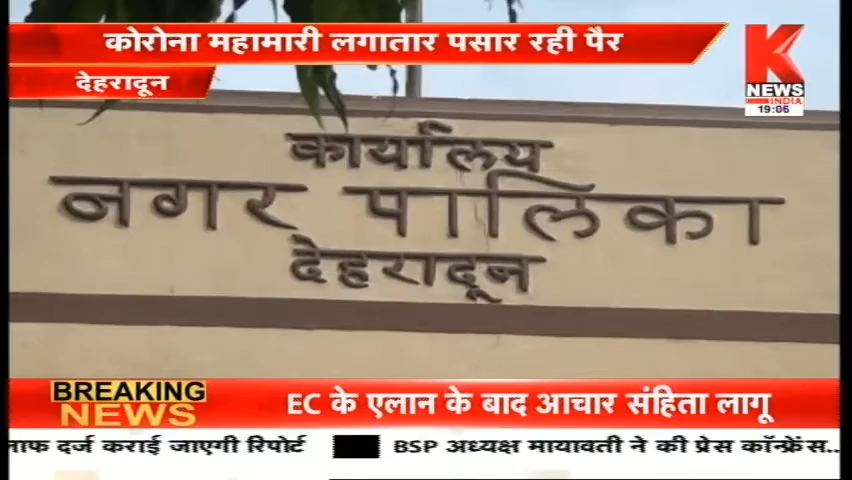 कोरोना महामारी लगातार पसार रही पैर
देहरादून
K
NEWS
INDIA
19:06
कार्यालय
नगर पालिका
देहरादून
BREAKING
NEWS
EC के एलान के बाद आचार संहिता लागू
दर्ज कराई जाएगी रिपोर्ट BSP अध्यक्ष मायावती ने की प्रेस कॉन्फ्रेंस..